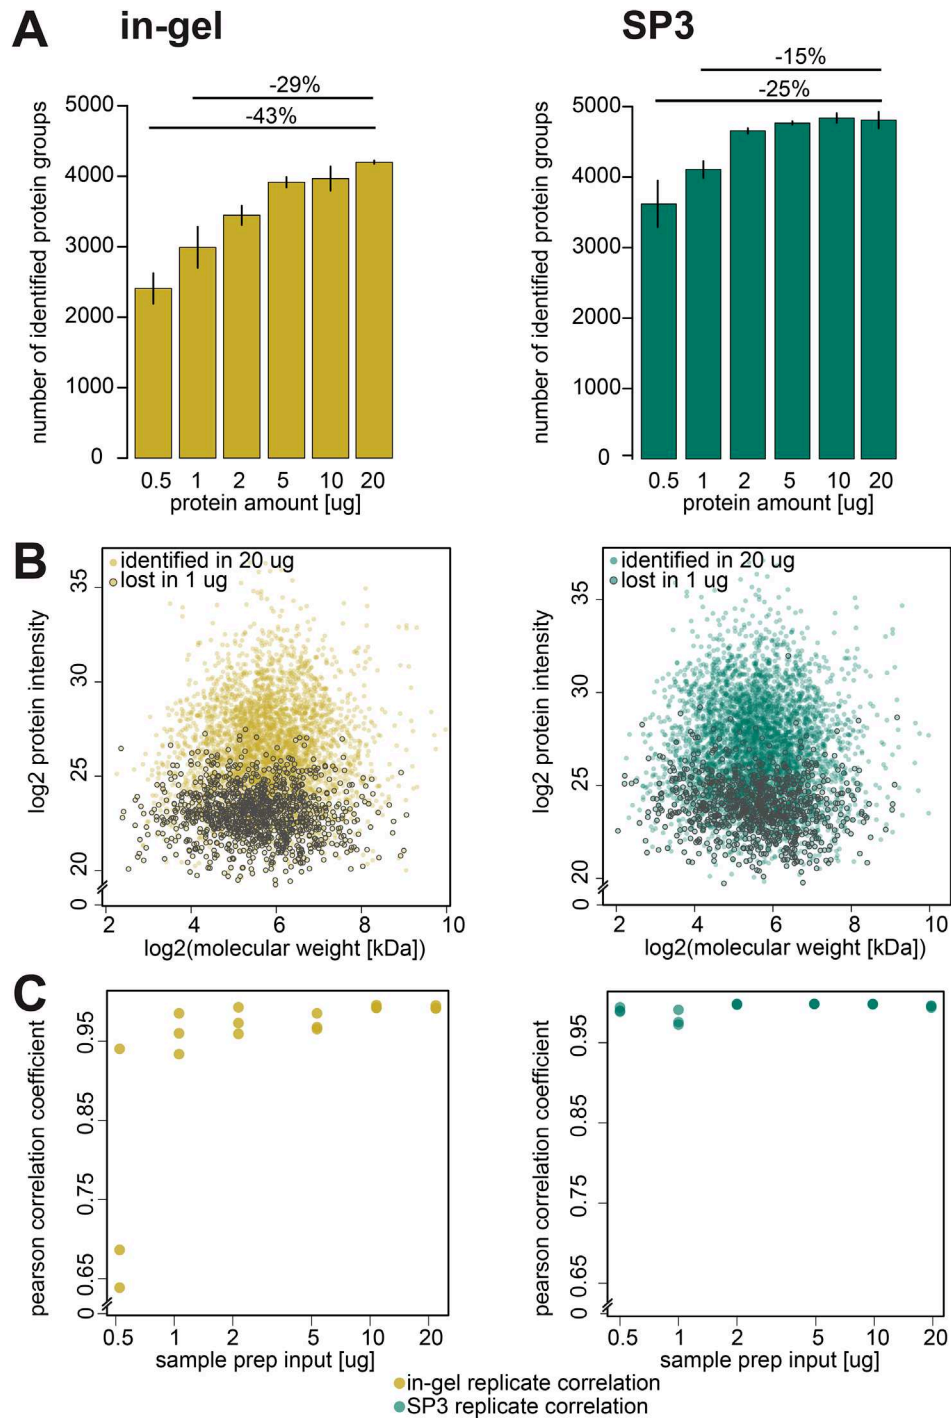 A in-gel SP3
-29%
-43%
number of identified protein groups
5000
4000
3000
2000
1000
0
0.5 1 2 5 10 20
protein amount [ug]
-15%
-25%
number of identified protein groups
5000
4000
3000
2000
1000
0
0.5 1 2 5 10 20
protein amount [ug]
B
identified in 20 ug
lost in 1 ug
log2 protein intensity
35
30
25
20
0
2 4 6 8 10
log2(molecular weight [kDa])
identified in 20 ug
lost in 1 ug
log2 protein intensity
35
30
25
20
0
2 4 6 8 10
log2(molecular weight [kDa])
C
pearson correlation coefficient
0.95
0.85
0.75
0.65
0
0.5 1 2 5 10 20
sample prep input [ug]
pearson correlation coefficient
0.95
0.85
0.75
0.65
0
0.5 1 2 5 10 20
sample prep input [ug]
in-gel replicate correlation
SP3 replicate correlation